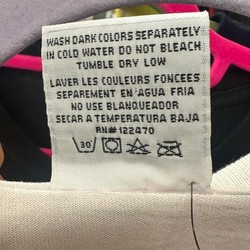 WASH DARK COLORS SEPARATELY
IN COLD WATER DO NOT BLEACH
TUMBLE DRY LOW
LAVER LES COULEURS FONCEES
SEPAREMENT EN 'AGUA FRIA
NO USE BLANQUEADOR
SECAR A TEMPERATURA BAJA
RN# 122470
30°